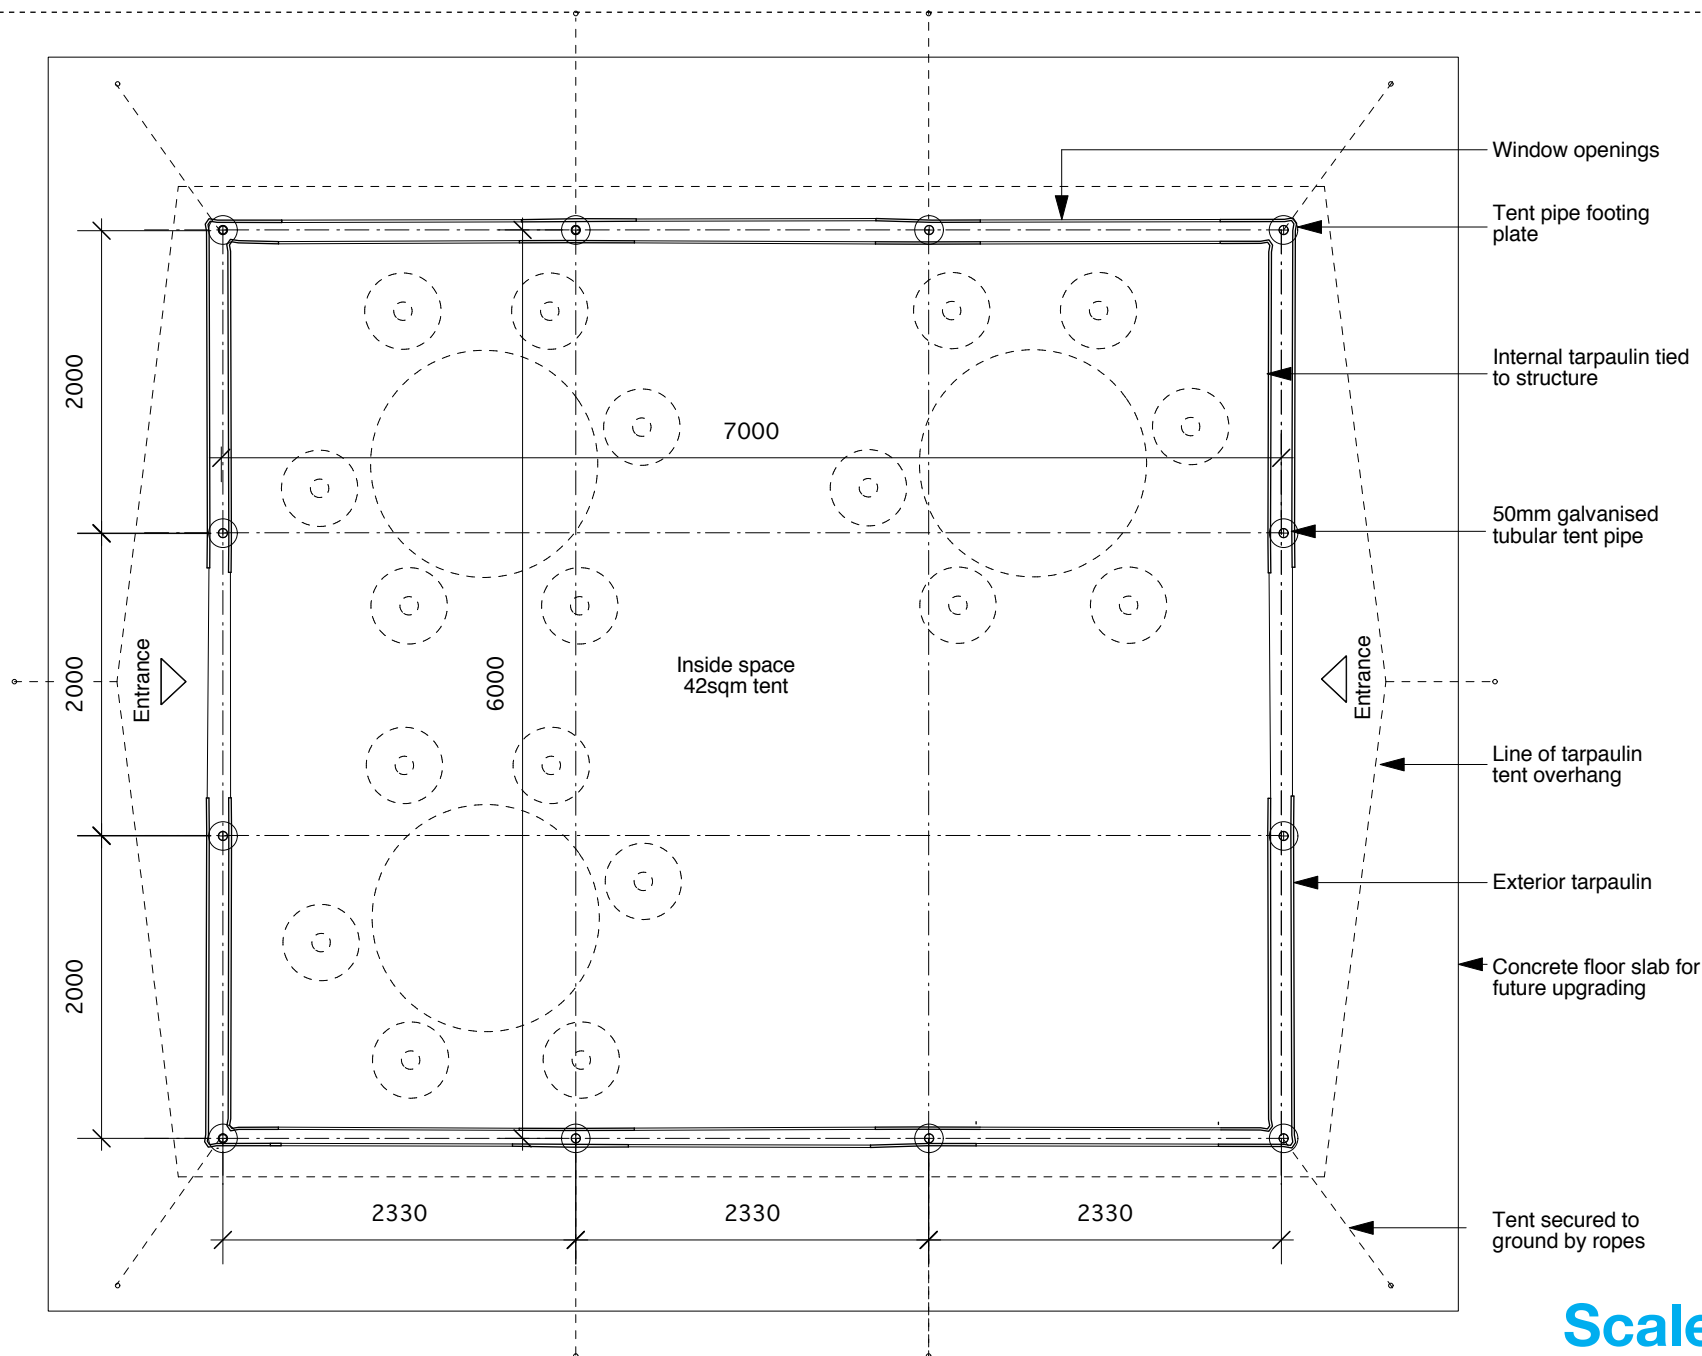 Window openings
Tent pipe footing
plate
Internal tarpaulin tied
to structure
2000
7000
50mm galvanised
tubular tent pipe
Entrance
2000
6000
Inside space
42sqm tent
Entrance
Line of tarpaulin
tent overhang
Exterior tarpaulin
2000
Concrete floor slab for
future upgrading
2330
2330
2330
Tent secured to
ground by ropes
Scale